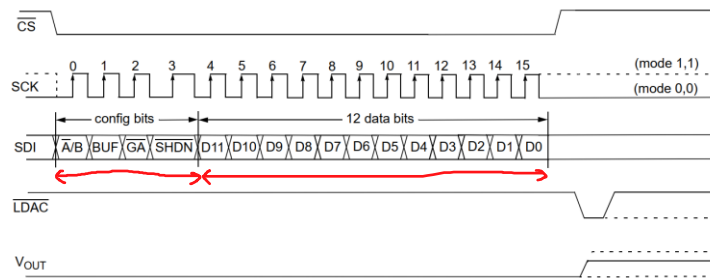 CS
0 1 2 3 4 5 6 7 8 9 10 11 12 13 14 15 (mode 1,1)
SCK (mode 0,0)
config bits 12 data bits
SDI A/B BUF GA SHDN D11 D10 D9 D8 D7 D6 D5 D4 D3 D2 D1 D0
LDAC
VOUT